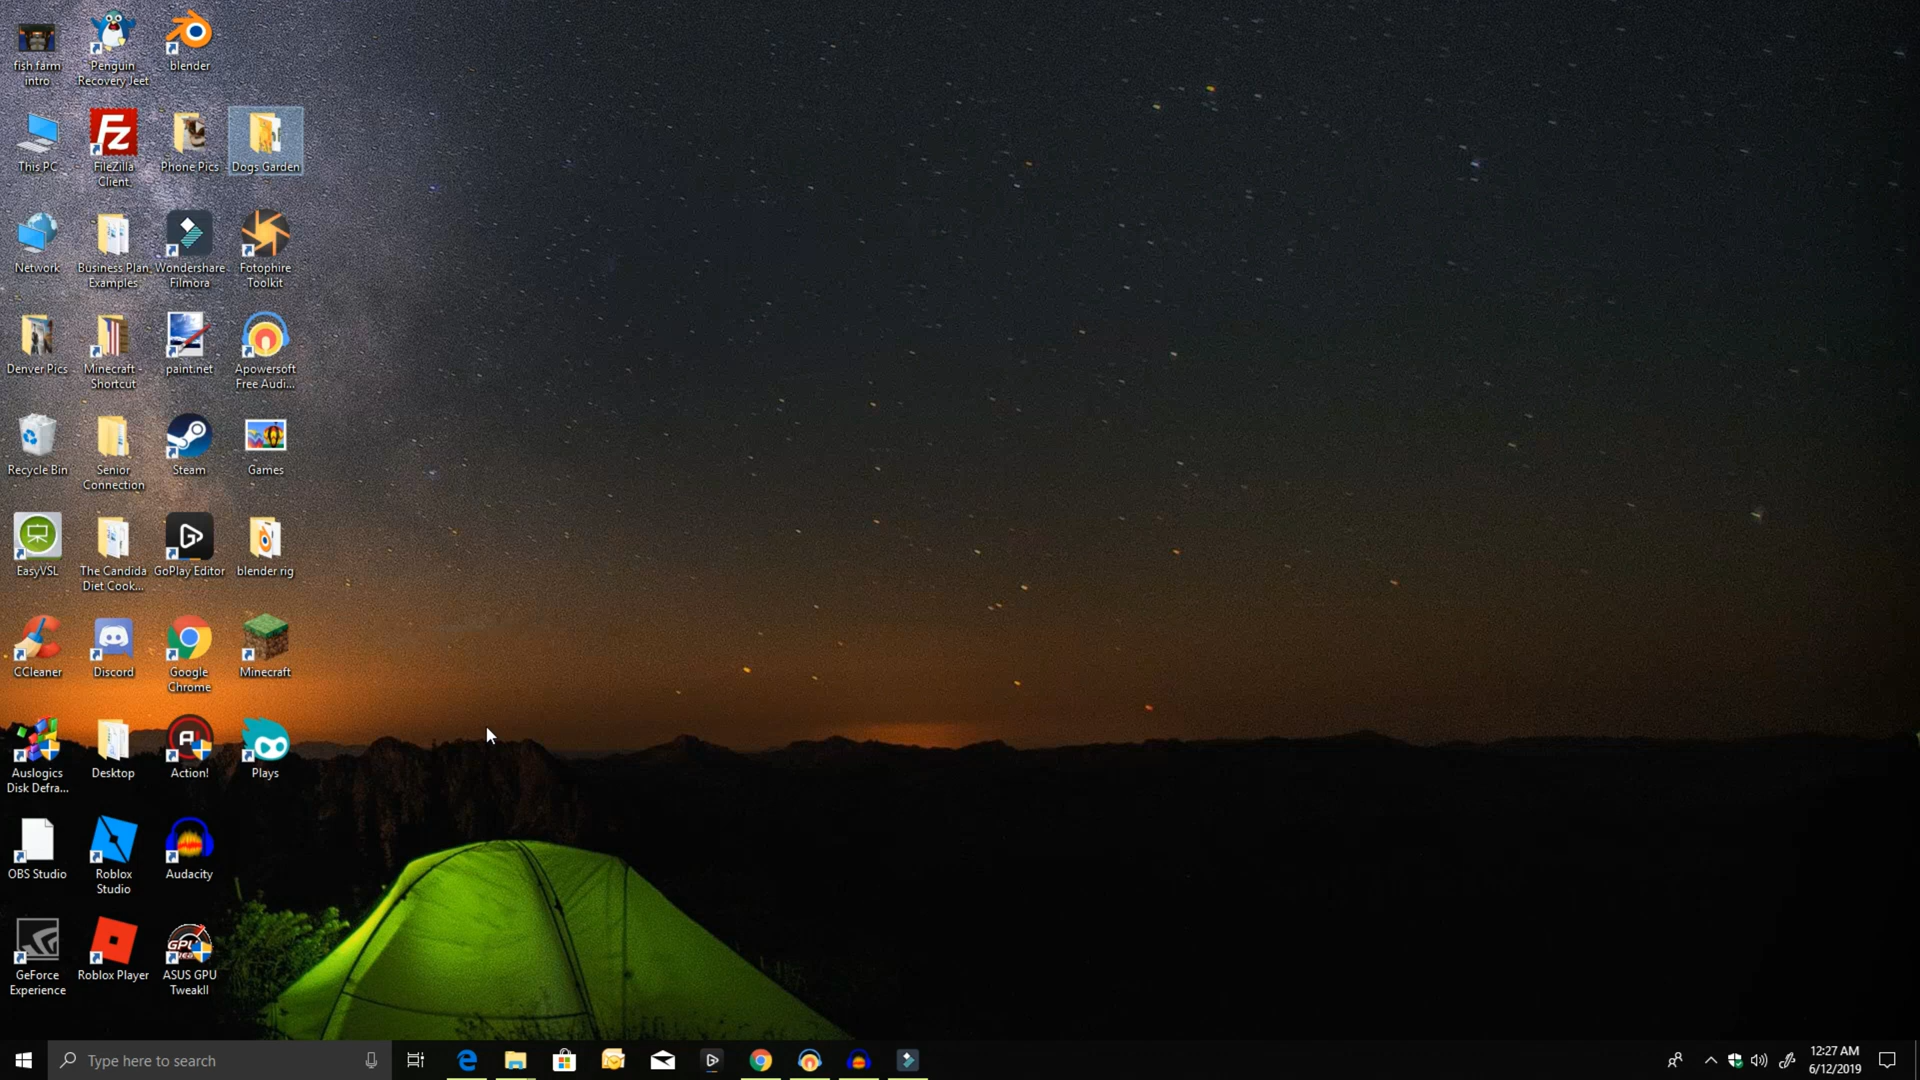 fish farm
intro
Penguin
Recovery Jeet
blender
This PC
FileZilla
Client
Phone Pics
Dogs Garden
Network
Business Plan
Examples
Wondershare
Filmora
Fotophire
Toolkit
Denver Pics
Minecraft -
Shortcut
paint.net
Apowersoft
Free Audi...
Recycle Bin
Senior
Connection
Steam
Games
EasyVSL
The Candida
Diet Cook...
GoPlay Editor
blender rig
CCleaner
Discord
Google
Chrome
Minecraft
Auslogics
Disk Defra...
Desktop
Action!
Plays
OBS Studio
Roblox
Studio
Audacity
GeForce
Experience
Roblox Player
GPU
ASUS GPU
TweakII
Type here to search
12:27 AM
6/12/2019